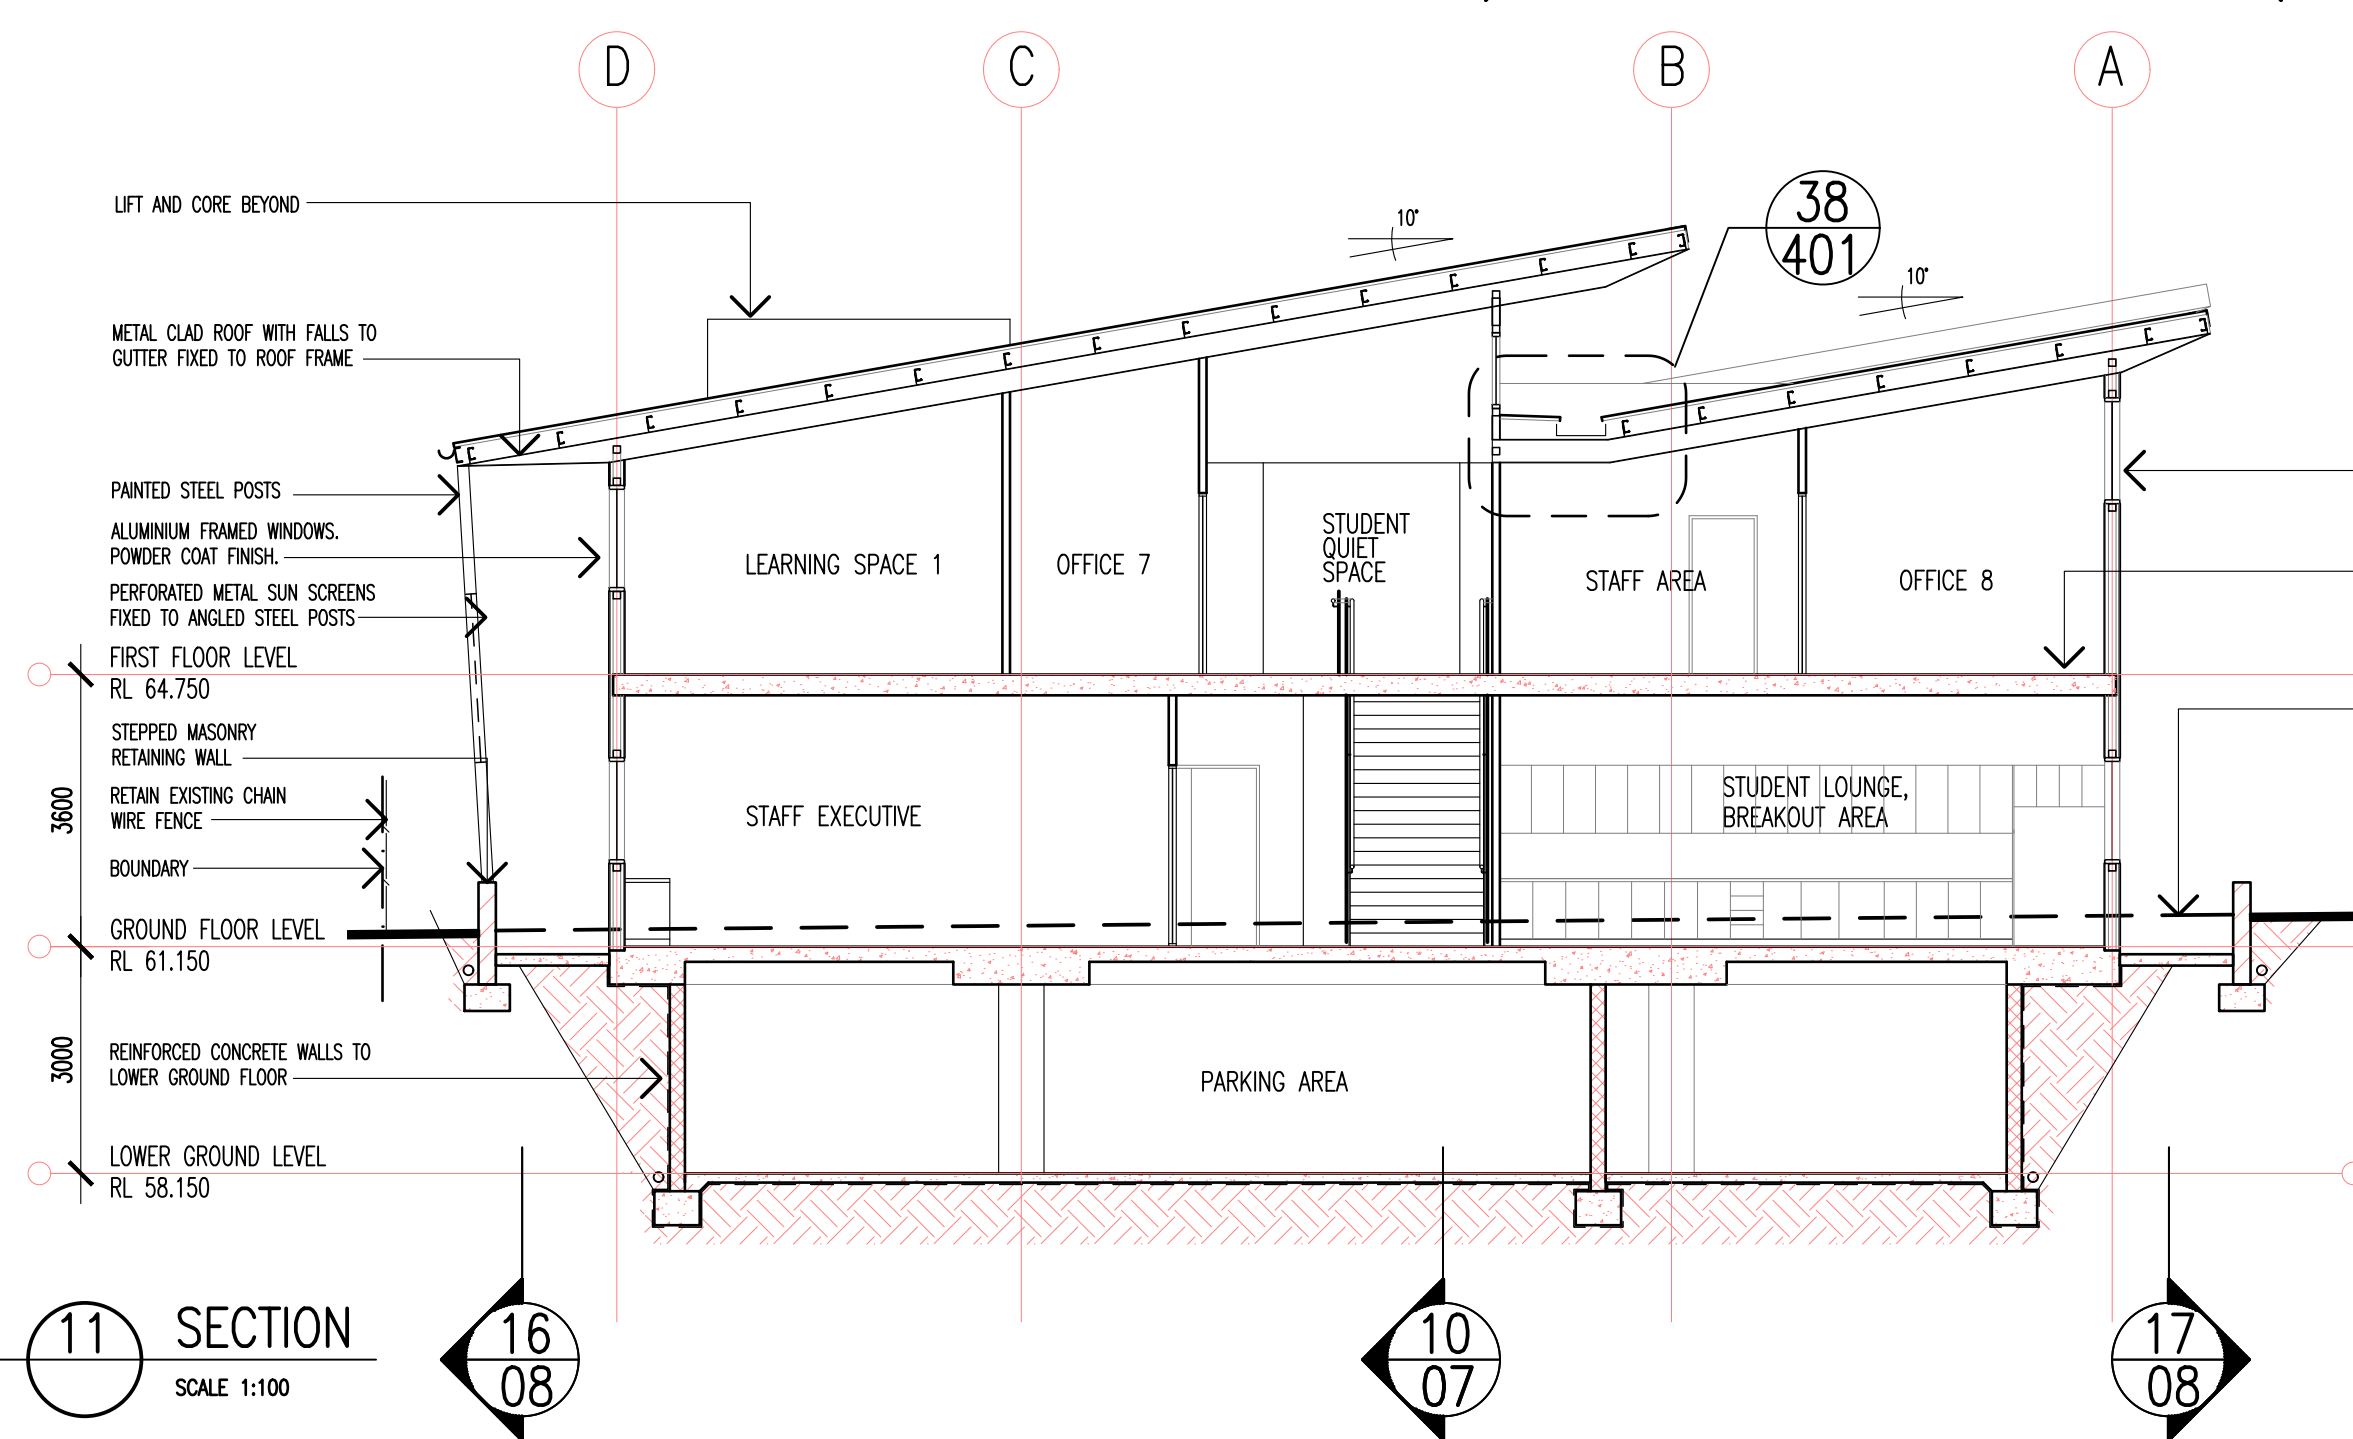 D
C
B
A
38
401
10°
10°
LIFT AND CORE BEYOND
METAL CLAD ROOF WITH FALLS TO
GUTTER FIXED TO ROOF FRAME
PAINTED STEEL POSTS
ALUMINIUM FRAMED WINDOWS.
POWDER COAT FINISH.
PERFORATED METAL SUN SCREENS
FIXED TO ANGLED STEEL POSTS
FIRST FLOOR LEVEL
RL 64.750
STEPPED MASONRY
RETAINING WALL
RETAIN EXISTING CHAIN
WIRE FENCE
BOUNDARY
GROUND FLOOR LEVEL
RL 61.150
REINFORCED CONCRETE WALLS TO
LOWER GROUND FLOOR
LOWER GROUND LEVEL
RL 58.150
3600
3000
LEARNING SPACE 1
OFFICE 7
STUDENT
QUIET
SPACE
STAFF AREA
OFFICE 8
STAFF EXECUTIVE
STUDENT LOUNGE,
BREAKOUT AREA
PARKING AREA
11
SECTION
SCALE 1:100
16
08
10
07
17
08